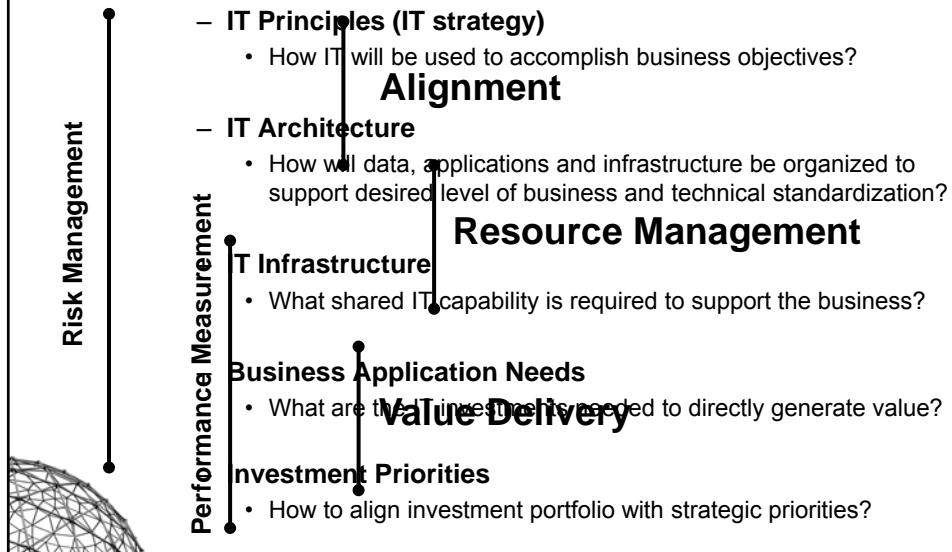 – IT Principles (IT strategy)
• How IT will be used to accomplish business objectives?
Alignment
– IT Architecture
• How will data, applications and infrastructure be organized to
support desired level of business and technical standardization?
Resource Management
IT Infrastructure
• What shared IT capability is required to support the business?
Business Application Needs
• What are the IT investments needed to directly generate value?
Value Delivery
Investment Priorities
• How to align investment portfolio with strategic priorities?
Risk Management
Performance Measurement